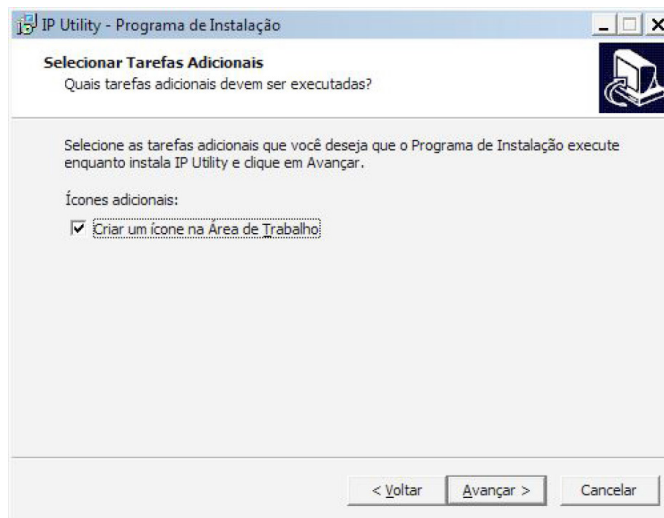 IP Utility - Programa de Instalação
Selecionar Tarefas Adicionais
Quais tarefas adicionais devem ser executadas?
Selecione as tarefas adicionais que você deseja que o Programa de Instalação execute
enquanto instala IP Utility e clique em Avançar.
Ícones adicionais:
Criar um ícone na Área de Trabalho
< Voltar Avançar > Cancelar